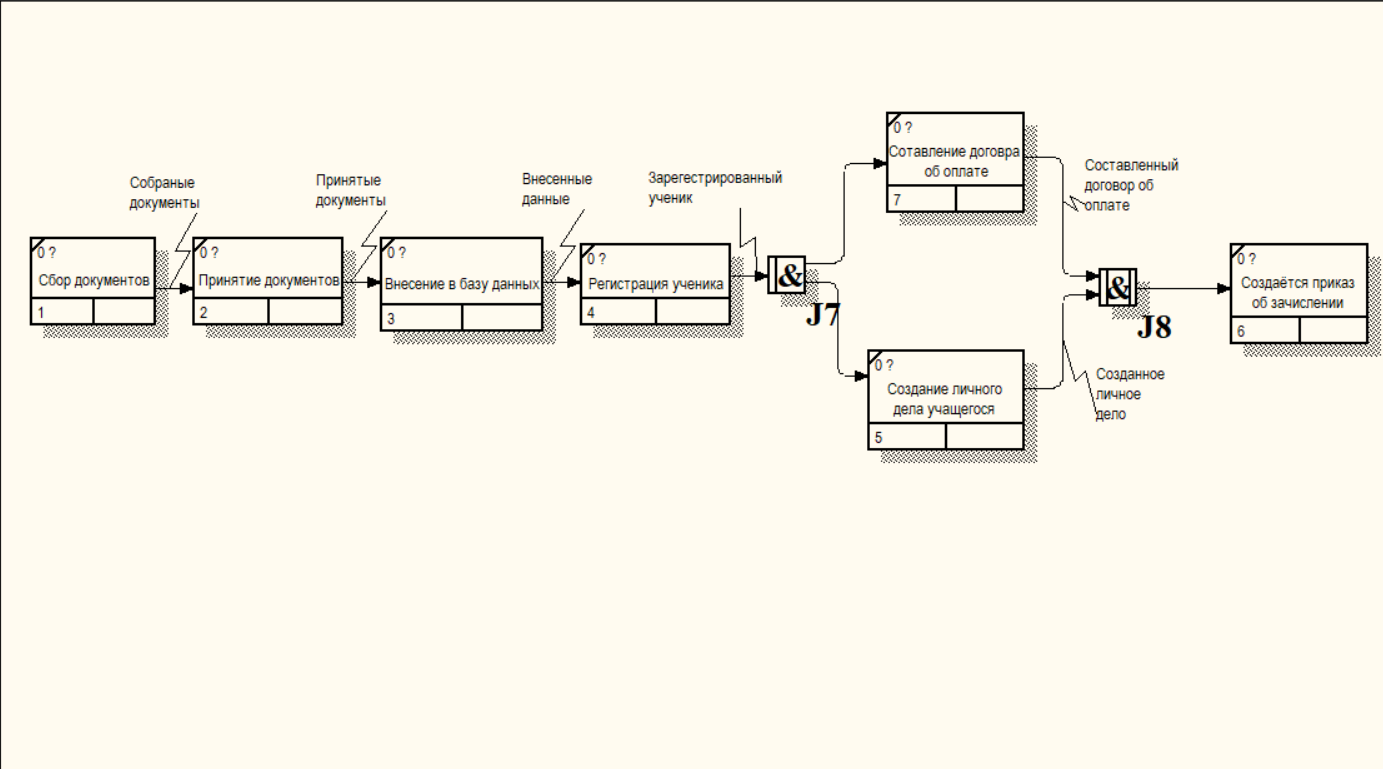 Собраные
документы
Принятые
документы
Внесенные
данные
Зарегестрированный
ученик
0 ?
Сбор документов
1
0 ?
Принятие документов
2
0 ?
Внесение в базу данных
3
0 ?
Регистрация ученика
4
&
J7
0 ?
Сотавление договра
об оплате
7
Составленный
договор об
оплате
0 ?
Создание личного
дела учащегося
5
Созданное
личное
дело
&
J8
0 ?
Создаётся приказ
об зачислении
6